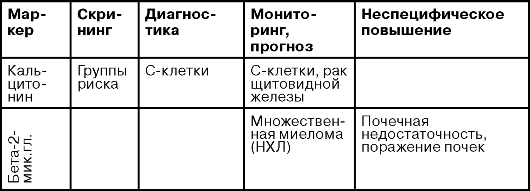 Мар-
кер
Скри-
нинг
Диагнос-
тика
Монито-
ринг,
прогноз
Неспецифическое
повышение
Каль-
цито-
нин
Группы
риска
С-клетки
С-клетки, рак
щитовидной
железы
Бета-2-
мик.гл.
Множествен-
ная миелома
(НХЛ)
Почечная
недостаточность,
поражение почек